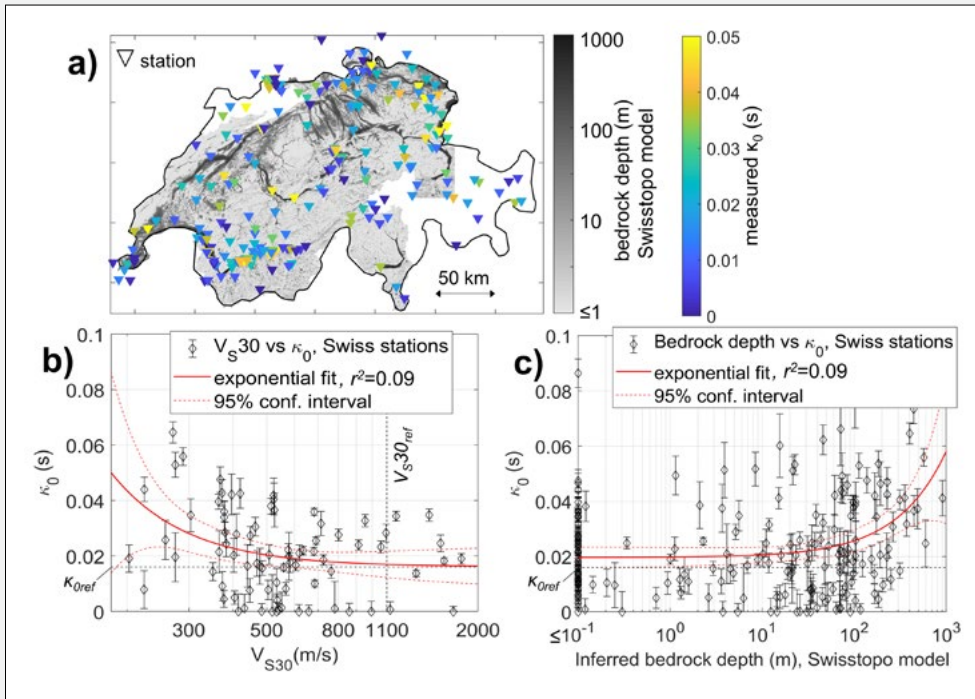 a)
station
50 km
1000
100
10
≤1
bedrock depth (m)
Swisstopo model
0.05
0.04
0.03
0.02
0.01
0
measured κ0 (s)
b)
VS30 vs κ0, Swiss stations
exponential fit, r²=0.09
95% conf. interval
VS30ref
0.1
0.08
0.06
0.04
0.02
κ0ref
0
κ0 (s)
300
500
800
1100
2000
VS30(m/s)
c)
Bedrock depth vs κ0, Swiss stations
exponential fit, r²=0.09
95% conf. interval
0.1
0.08
0.06
0.04
0.02
κ0ref
0
κ0 (s)
≤10⁻¹
10⁰
10¹
10²
10³
Inferred bedrock depth (m), Swisstopo model